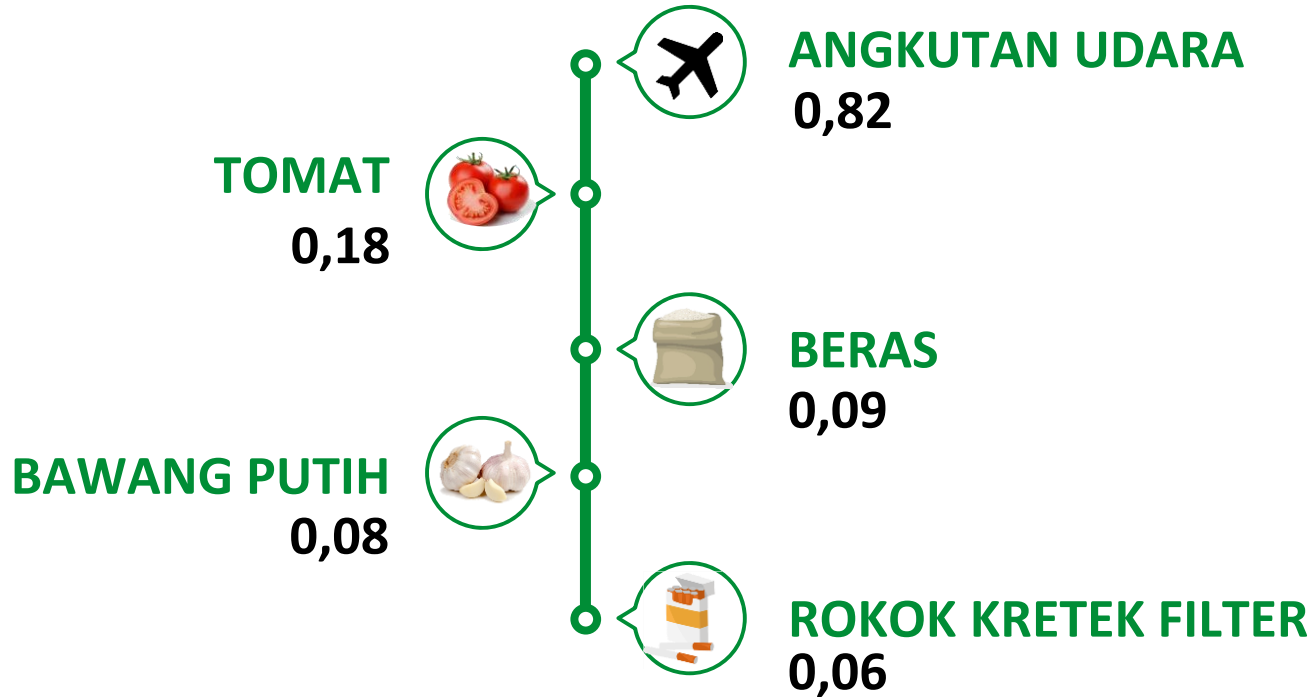 ANGKUTAN UDARA
0,82
TOMAT
0,18
BERAS
0,09
BAWANG PUTIH
0,08
ROKOK KRETEK FILTER
0,06